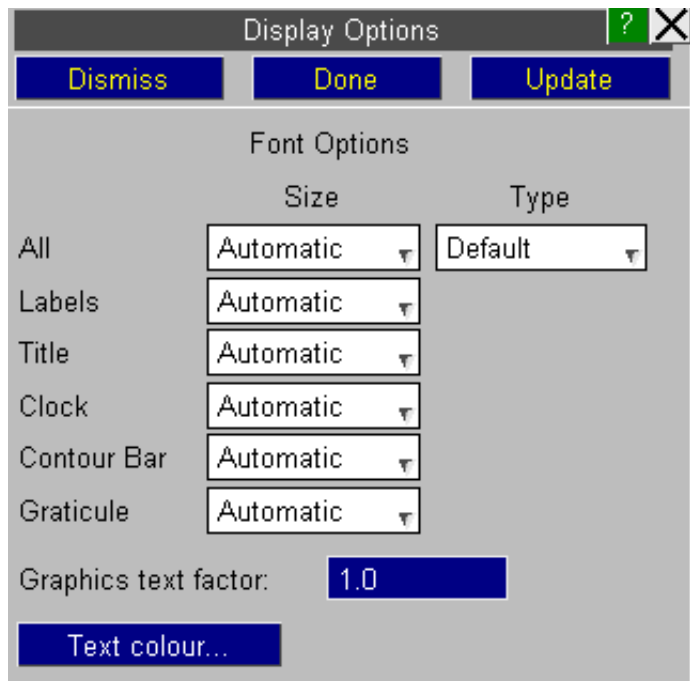 Display Options ?
Dismiss Done Update
Font Options
Size Type
All Automatic Default
Labels Automatic
Title Automatic
Clock Automatic
Contour Bar Automatic
Graticule Automatic
Graphics text factor: 1.0
Text colour...